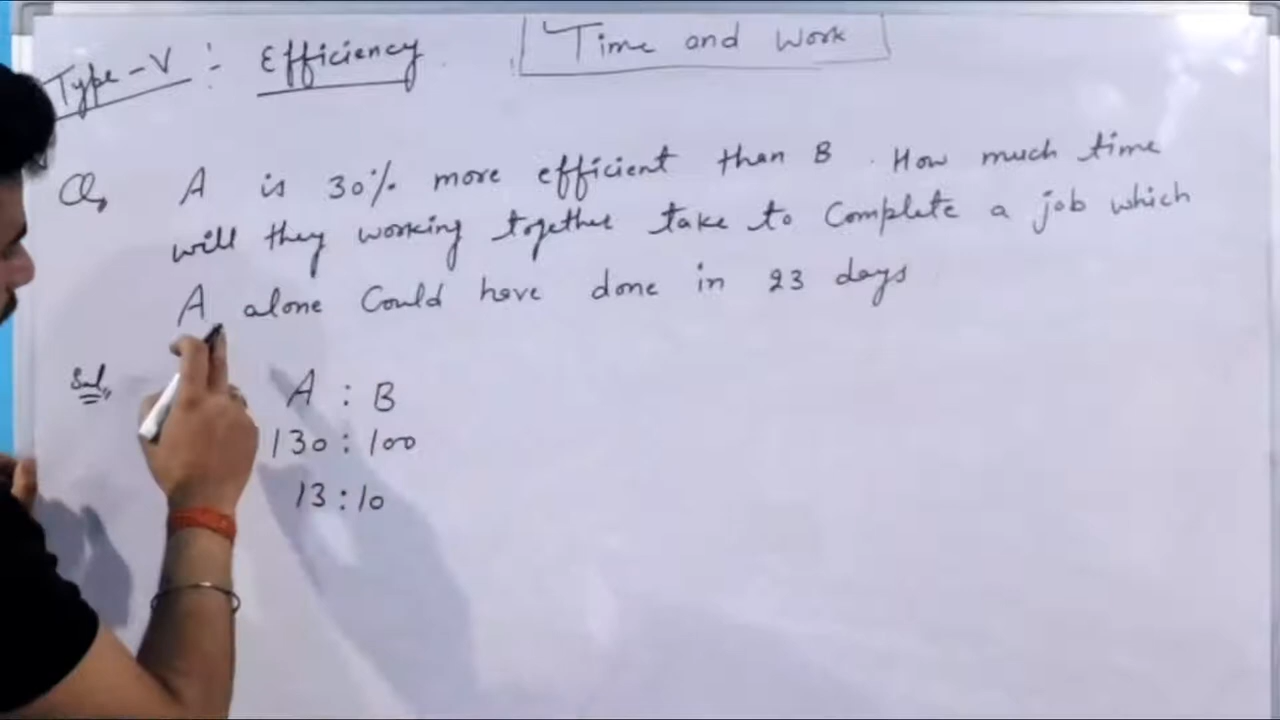 Type-V : Efficiency
Time and Work
Q, A is 30% more efficient than B. How much time
will they working together take to Complete a job which
A alone Could have done in 23 days
Sol,
A : B
130 : 100
13 : 10